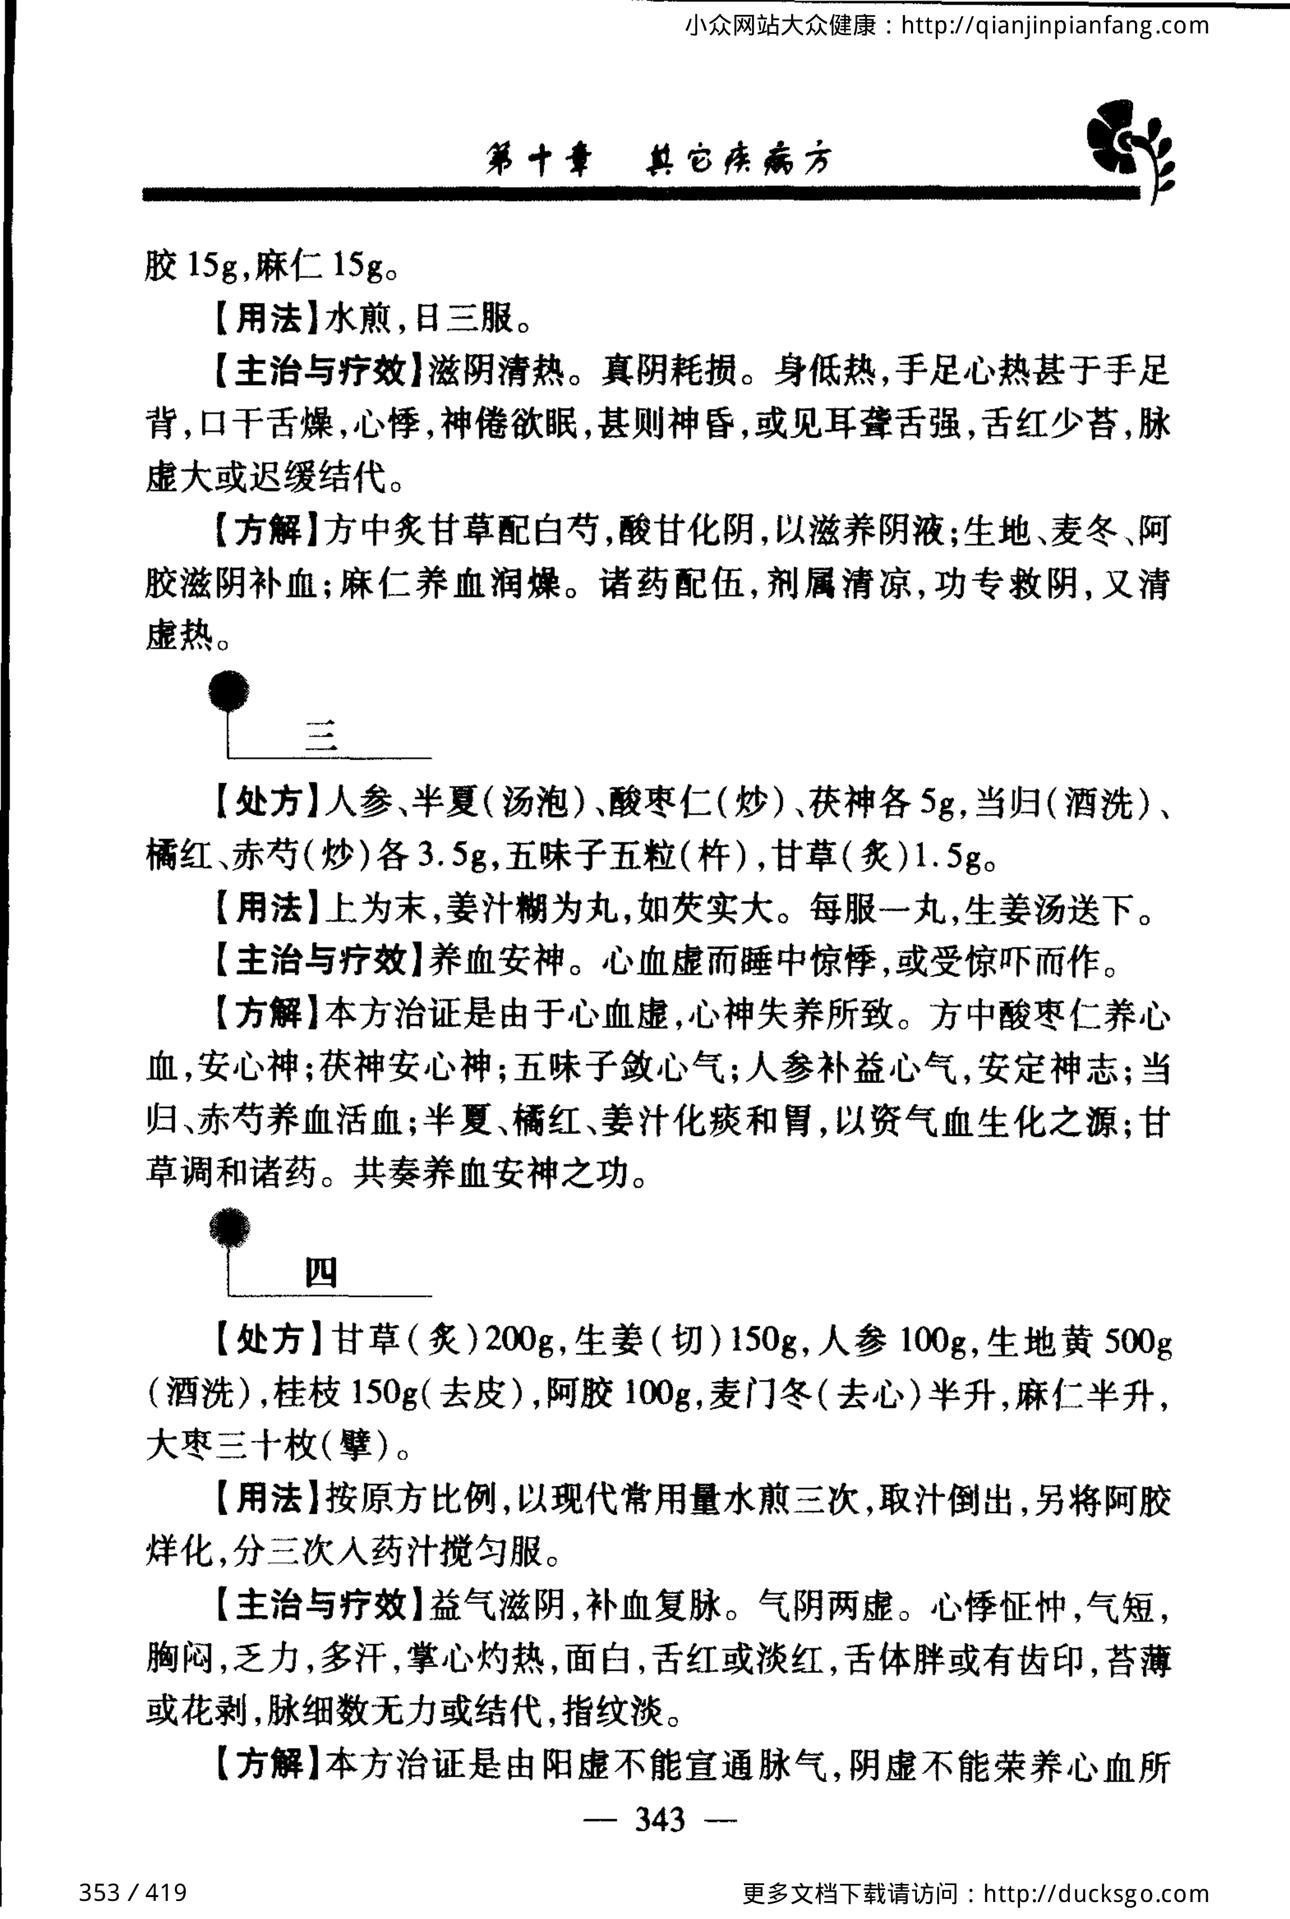 小众网站大众健康：http://qianjinpianfang.com
第十章 其它疾病方
胶15g,麻仁15g。
【用法】水煎,日三服。
【主治与疗效】滋阴清热。真阴耗损。身低热,手足心热甚于手足
背,口干舌燥,心悸,神倦欲眠,甚则神昏,或见耳聋舌强,舌红少苔,脉
虚大或迟缓结代。
【方解】方中炙甘草配白芍,酸甘化阴,以滋养阴液;生地、麦冬、阿
胶滋阴补血;麻仁养血润燥。诸药配伍,剂属清凉,功专救阴,又清
虚热。
三
【处方】人参、半夏(汤泡)、酸枣仁(炒)、茯神各5g,当归(酒洗)、
橘红、赤芍(炒)各3.5g,五味子五粒(杵),甘草(炙)1.5g。
【用法】上为末,姜汁糊为丸,如芡实大。每服一丸,生姜汤送下。
【主治与疗效】养血安神。心血虚而睡中惊悸,或受惊吓而作。
【方解】本方治证是由于心血虚,心神失养所致。方中酸枣仁养心
血,安心神;茯神安心神;五味子敛心气;人参补益心气,安定神志;当
归、赤芍养血活血;半夏、橘红、姜汁化痰和胃,以资气血生化之源;甘
草调和诸药。共奏养血安神之功。
四
【处方】甘草(炙)200g,生姜(切)150g,人参100g,生地黄500g
(酒洗),桂枝150g(去皮),阿胶100g,麦门冬(去心)半升,麻仁半升,
大枣三十枚(擘)。
【用法】按原方比例,以现代常用量水煎三次,取汁倒出,另将阿胶
烊化,分三次入药汁搅匀服。
【主治与疗效】益气滋阴,补血复脉。气阴两虚。心悸怔忡,气短,
胸闷,乏力,多汗,掌心灼热,面白,舌红或淡红,舌体胖或有齿印,苔薄
或花剥,脉细数无力或结代,指纹淡。
【方解】本方治证是由阳虚不能宣通脉气,阴虚不能荣养心血所
— 343 —
353 / 419
更多文档下载请访问：http://ducksgo.com